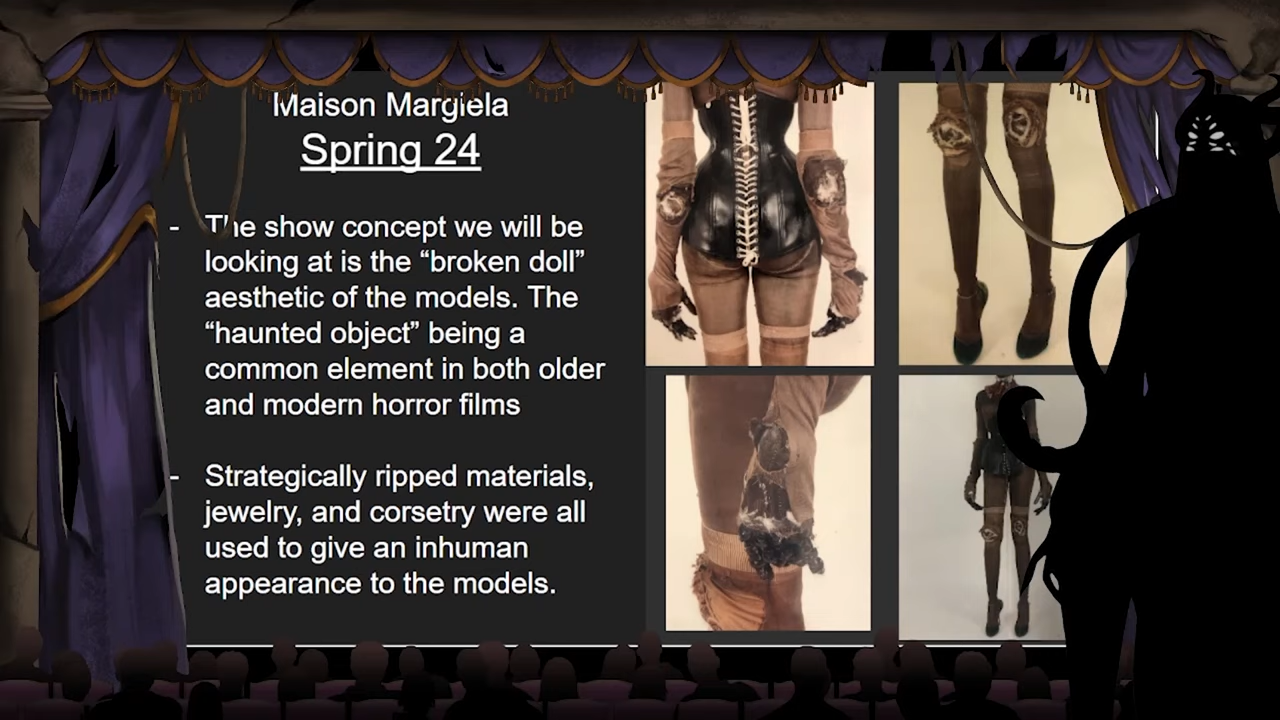 Maison Margiela
Spring 24
- The show concept we will be
looking at is the “broken doll”
aesthetic of the models. The
“haunted object” being a
common element in both older
and modern horror films
- Strategically ripped materials,
jewelry, and corsetry were all
used to give an inhuman
appearance to the models.